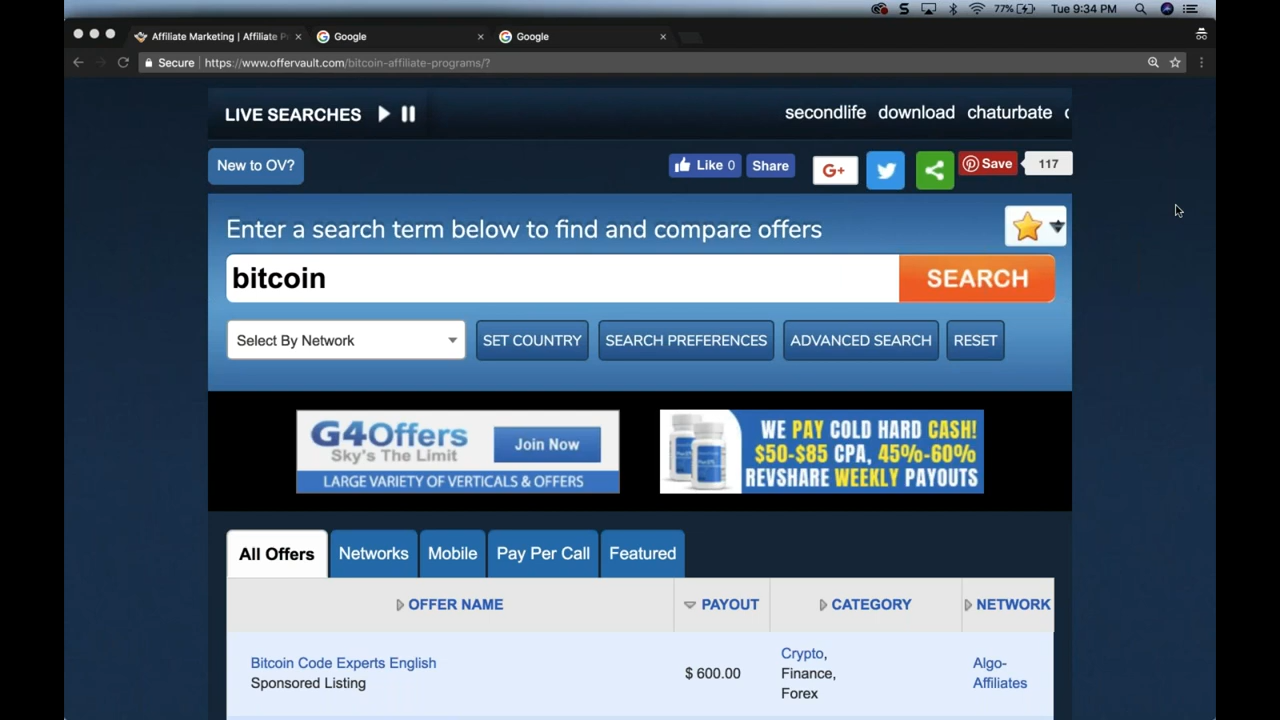 77% Tue 9:34 PM
Affiliate Marketing | Affiliate P
Google
Google
Secure https://www.offervault.com/bitcoin-affiliate-programs/?
LIVE SEARCHES
secondlife download chaturbate
New to OV?
Like 0 Share G+ Save 117
Enter a search term below to find and compare offers
bitcoin SEARCH
Select By Network SET COUNTRY SEARCH PREFERENCES ADVANCED SEARCH RESET
G4Offers
Sky's The Limit
Join Now
LARGE VARIETY OF VERTICALS & OFFERS
WE PAY COLD HARD CASH!
$50-$85 CPA, 45%-60%
REVSHARE WEEKLY PAYOUTS
All Offers Networks Mobile Pay Per Call Featured
OFFER NAME PAYOUT CATEGORY NETWORK
Bitcoin Code Experts English
Sponsored Listing
$ 600.00
Crypto,
Finance,
Forex
Algo-
Affiliates